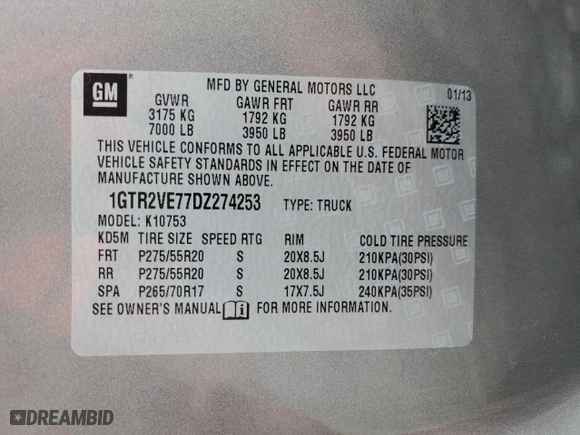 GM
MFD BY GENERAL MOTORS LLC
01/13
GVWR GAWR FRT GAWR RR
3175 KG 1792 KG 1792 KG
7000 LB 3950 LB 3950 LB
THIS VEHICLE CONFORMS TO ALL APPLICABLE U.S. FEDERAL MOTOR
VEHICLE SAFETY STANDARDS IN EFFECT ON THE DATE OF
MANUFACTURE SHOWN ABOVE.
1GTR2VE77DZ274253 TYPE: TRUCK
MODEL: K10753
KD5M TIRE SIZE SPEED RTG RIM COLD TIRE PRESSURE
FRT P275/55R20 S 20X8.5J 210KPA(30PSI)
RR P275/55R20 S 20X8.5J 210KPA(30PSI)
SPA P265/70R17 S 17X7.5J 240KPA(35PSI)
SEE OWNER'S MANUAL i FOR MORE INFORMATION.
DREAMBID